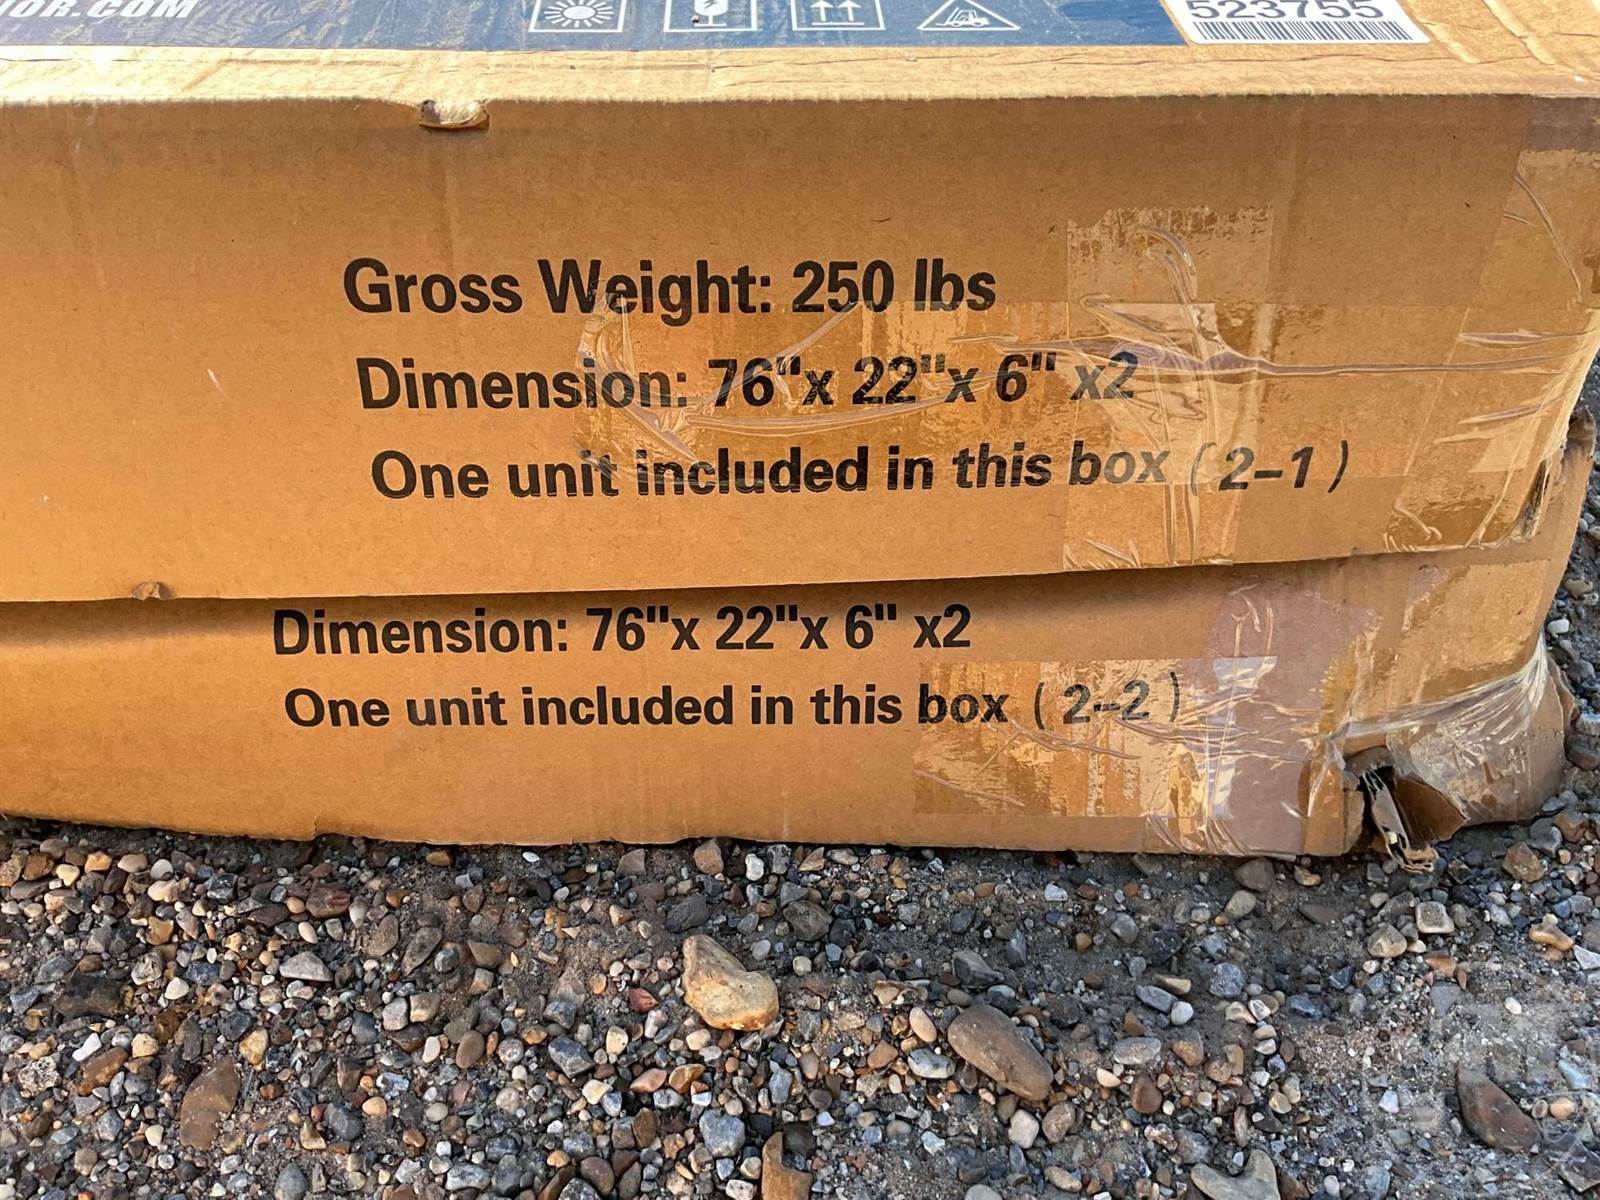 .COM
523755
Gross Weight: 250 lbs
Dimension: 76"x 22"x 6" x2
One unit included in this box ( 2-1 )
Dimension: 76"x 22"x 6" x2
One unit included in this box ( 2-2 )